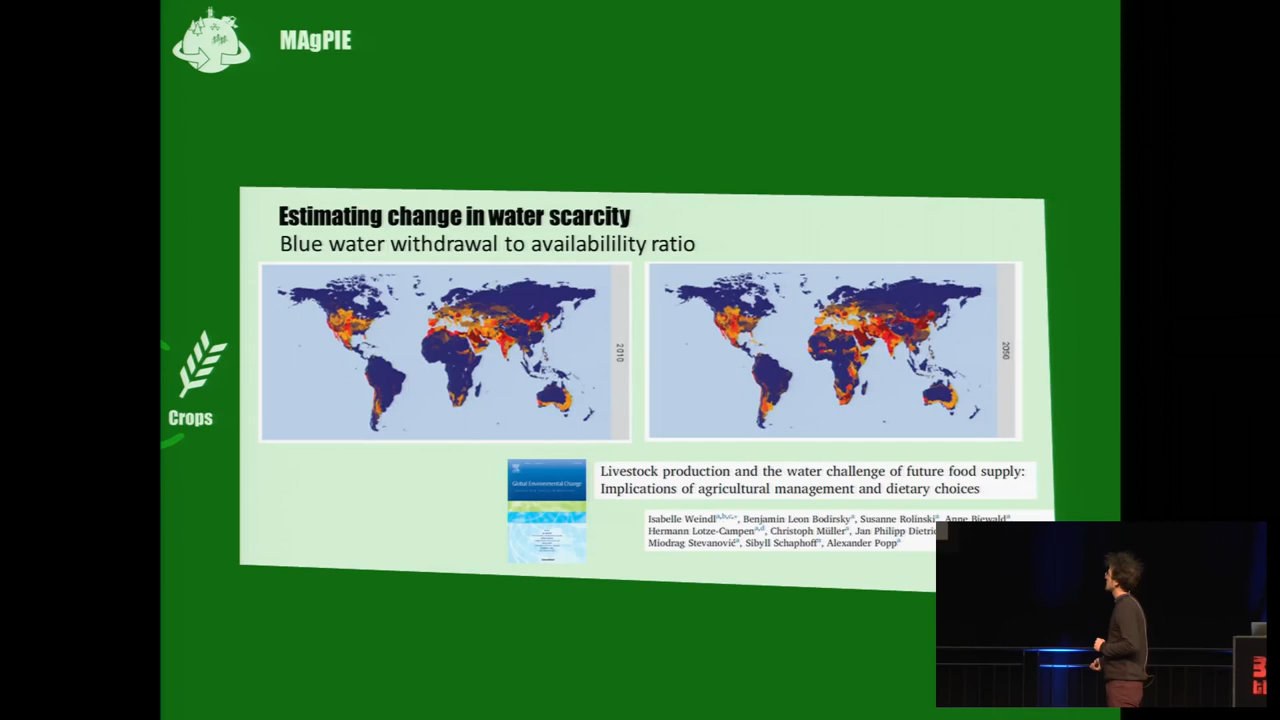 MAgPIE
Estimating change in water scarcity
Blue water withdrawal to availabilility ratio
2010
2050
Crops
Global Environmental Change
Livestock production and the water challenge of future food supply:
Implications of agricultural management and dietary choices
Isabelle Weindl a,b,c,*, Benjamin Leon Bodirsky a, Susanne Rolinski a, Anne Biewald a
Hermann Lotze-Campen a,d, Christoph Müller a, Jan Philipp
Miodrag Stevanović a, Sibyll Schaphoff a, Alexander Popp a